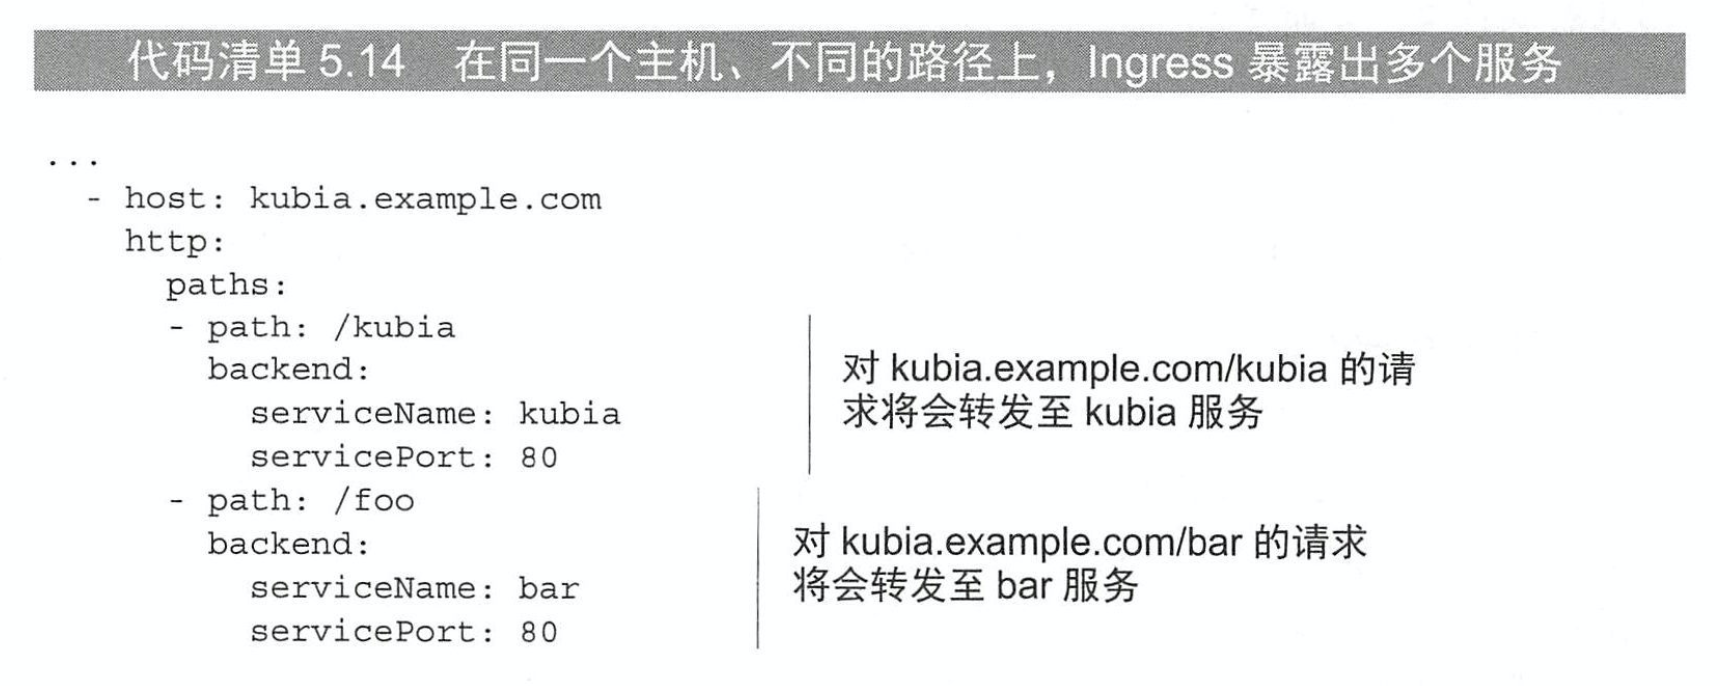 代码清单 5.14 在同一个主机、不同的路径上，Ingress 暴露出多个服务
...
- host: kubia.example.com
http:
paths:
- path: /kubia
backend:
serviceName: kubia
servicePort: 80
对 kubia.example.com/kubia 的请
求将会转发至 kubia 服务
- path: /foo
backend:
serviceName: bar
servicePort: 80
对 kubia.example.com/bar 的请求
将会转发至 bar 服务